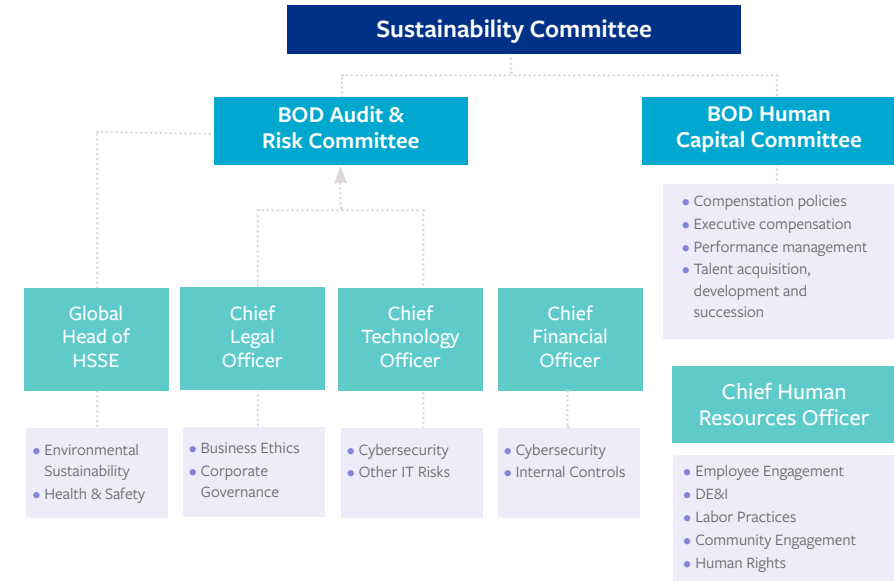 Sustainability Committee
BOD Audit &
Risk Committee
BOD Human
Capital Committee
• Compenstation policies
• Executive compensation
• Performance management
• Talent acquisition,
development and
succession
Global
Head of
HSSE
Chief
Legal
Officer
Chief
Technology
Officer
Chief
Financial
Officer
Chief Human
Resources Officer
• Environmental
Sustainability
• Health & Safety
• Business Ethics
• Corporate
Governance
• Cybersecurity
• Other IT Risks
• Cybersecurity
• Internal Controls
• Employee Engagement
• DE&I
• Labor Practices
• Community Engagement
• Human Rights